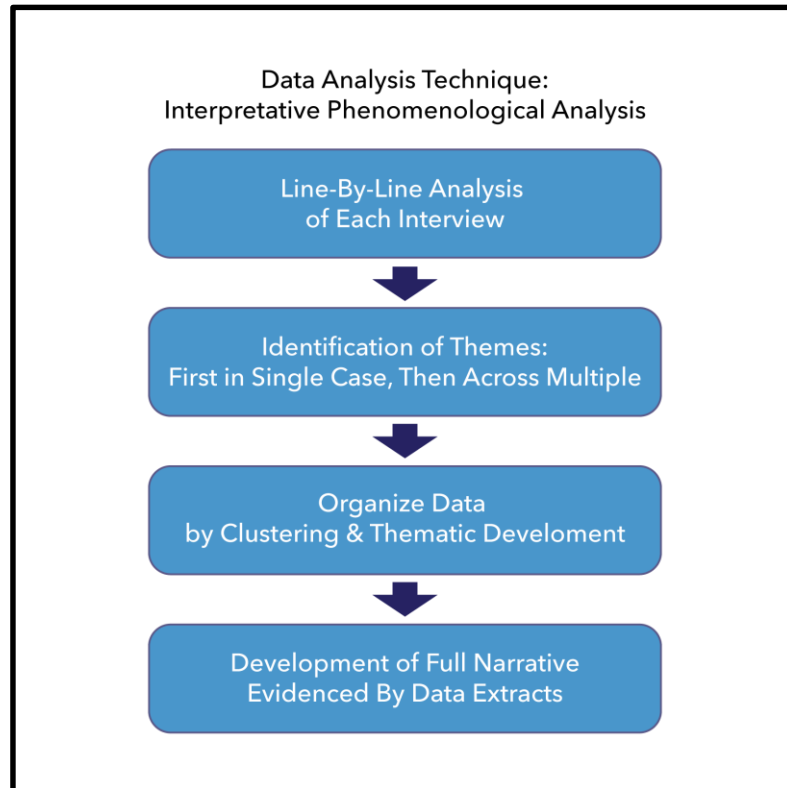 Data Analysis Technique:
Interpretative Phenomenological Analysis
Line-By-Line Analysis
of Each Interview
Identification of Themes:
First in Single Case, Then Across Multiple
Organize Data
by Clustering & Thematic Develoment
Development of Full Narrative
Evidenced By Data Extracts